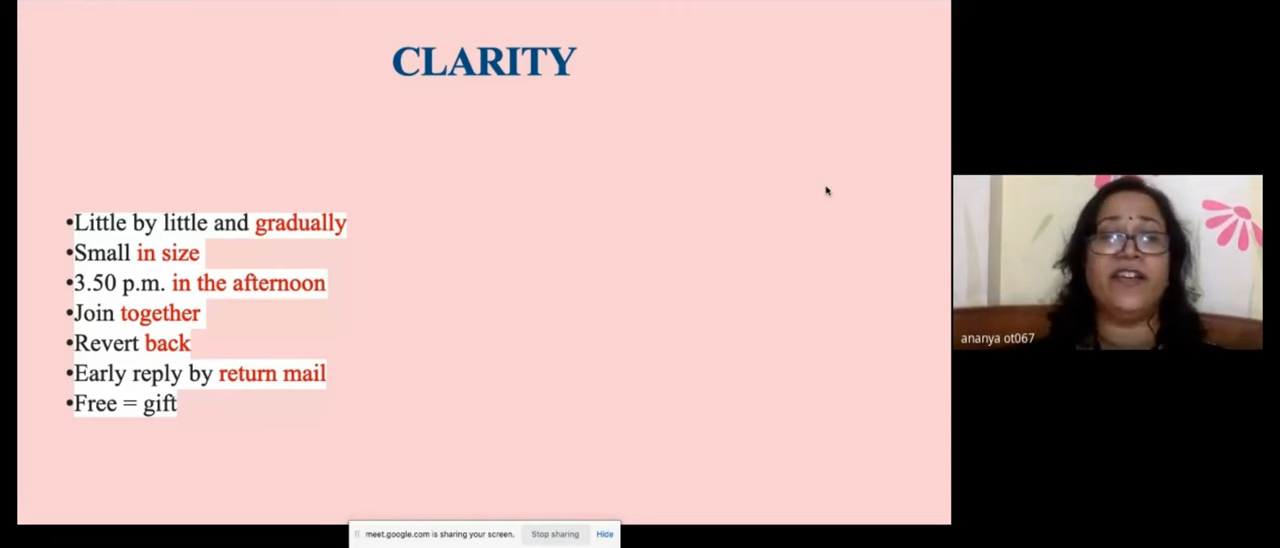 CLARITY
•Little by little and gradually
•Small in size
•3.50 p.m. in the afternoon
•Join together
•Revert back
•Early reply by return mail
•Free = gift
ananya ot067
meet.google.com is sharing your screen. Stop sharing Hide